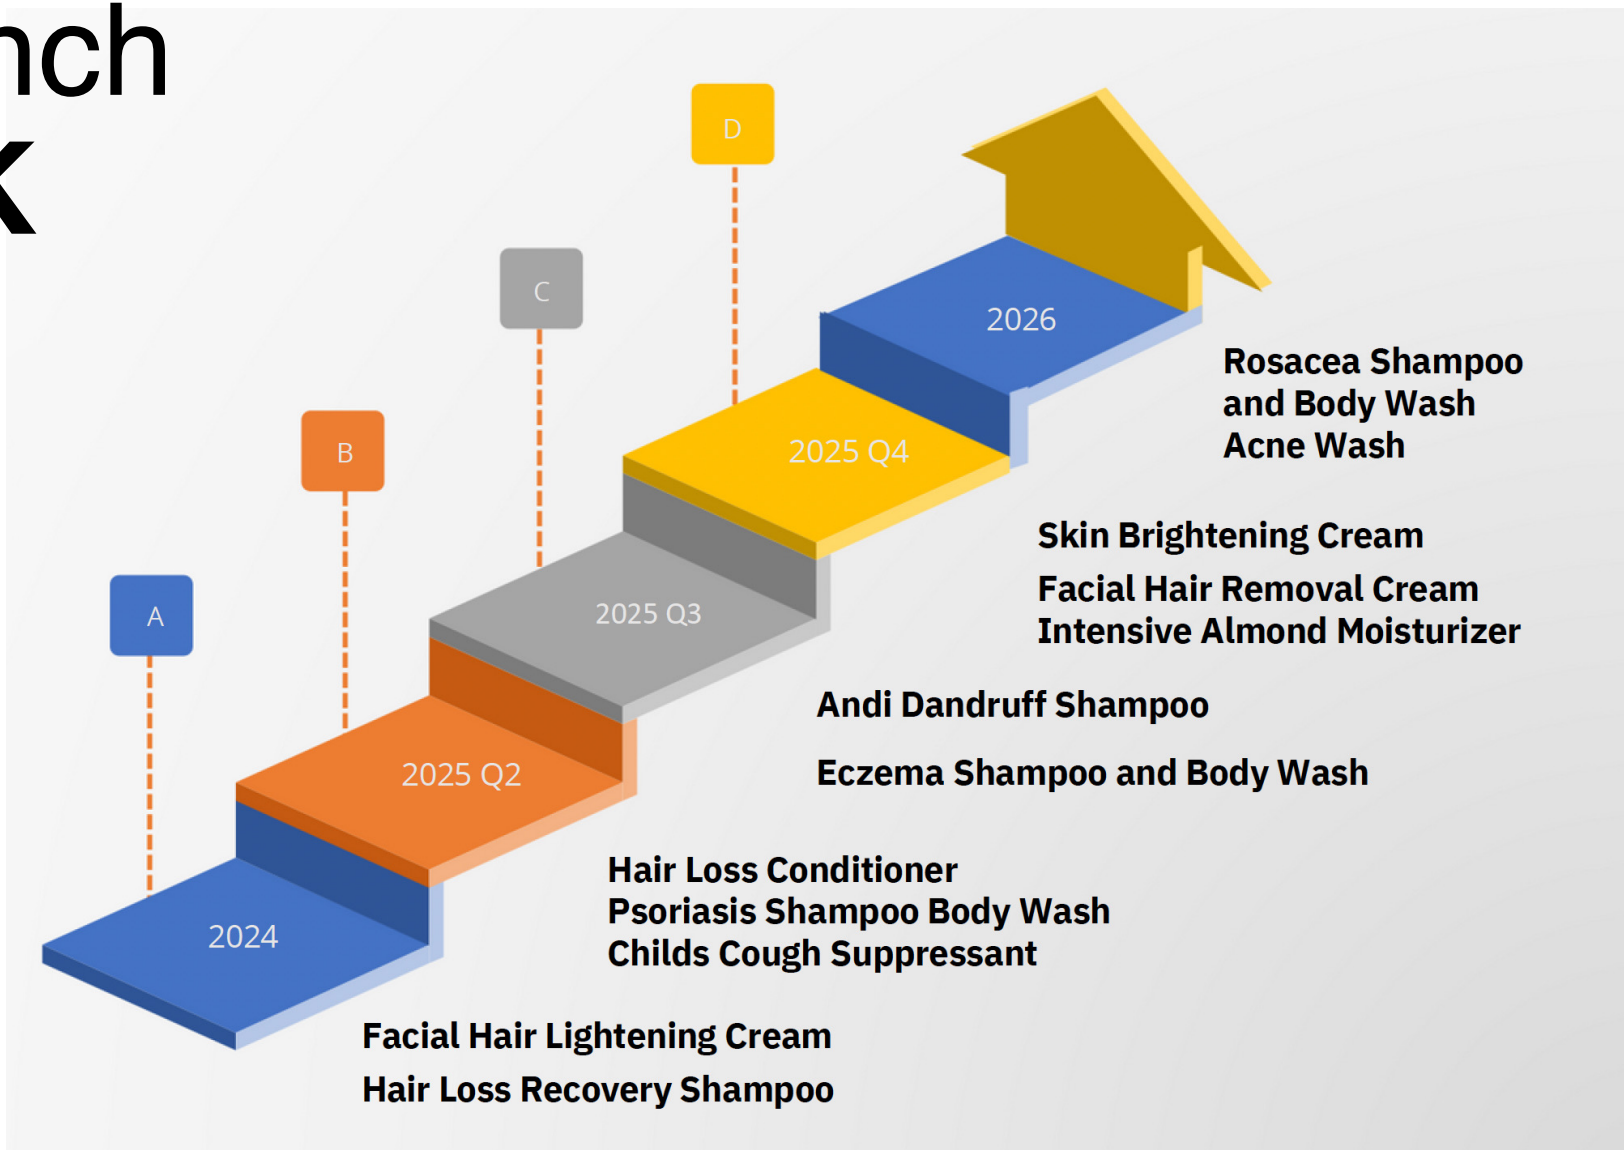 nch
K
D
C
2026
Rosacea Shampoo
and Body Wash
Acne Wash
B
2025 Q4
Skin Brightening Cream
Facial Hair Removal Cream
Intensive Almond Moisturizer
A
2025 Q3
Andi Dandruff Shampoo
Eczema Shampoo and Body Wash
2025 Q2
Hair Loss Conditioner
Psoriasis Shampoo Body Wash
Childs Cough Suppressant
2024
Facial Hair Lightening Cream
Hair Loss Recovery Shampoo